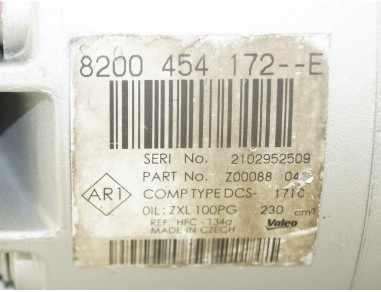 8200 454 172--E
SERI No. 2102952509
PART No. Z00088 04
AR1
COMP TYPE DCS- 171C
OIL: ZXL 100PG 230 cm³
REF. HFC - 134a
MADE IN CZECH
Valeo